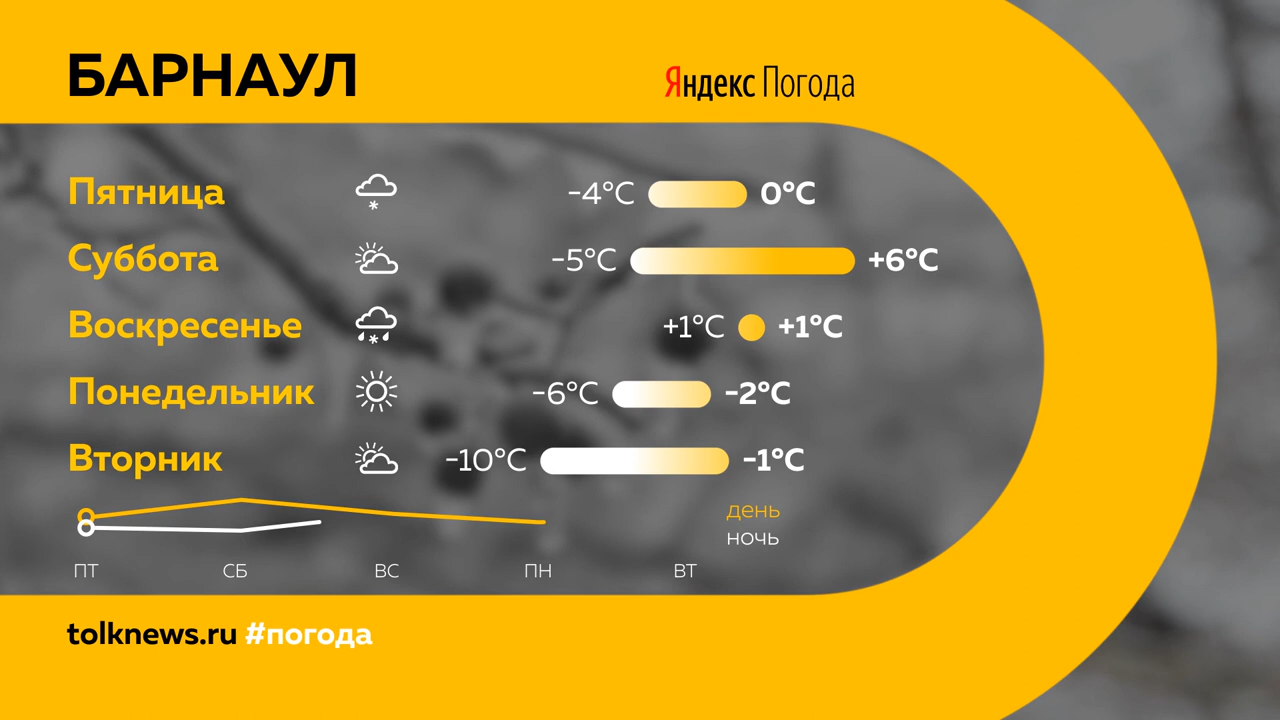 БАРНАУЛ
Яндекс Погода
Пятница -4°C 0°C
Суббота -5°C +6°C
Воскресенье +1°C +1°C
Понедельник -6°C -2°C
Вторник -10°C -1°C
день
ночь
ПТ СБ ВС ПН ВТ
tolknews.ru #погода